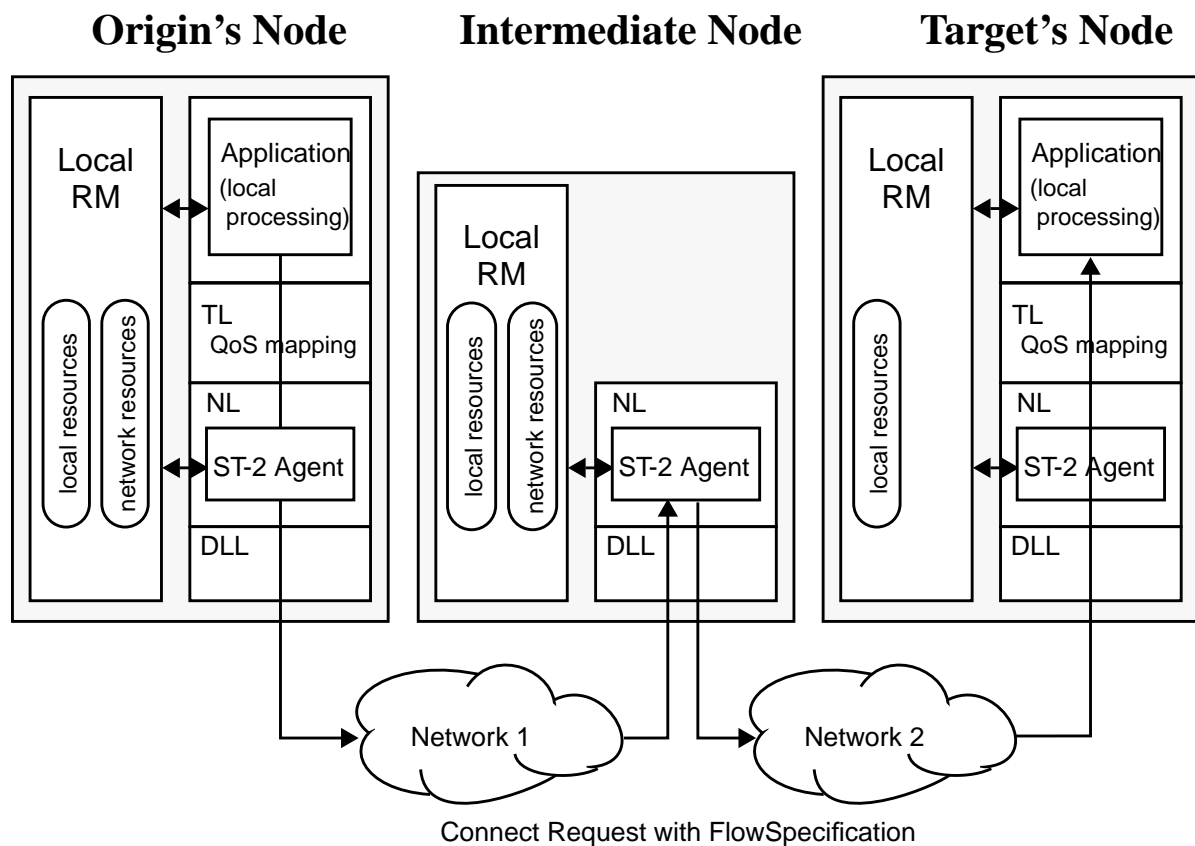 Origin's Node
Local
RM
local resources
network resources
Application
(local
processing)
TL
QoS mapping
NL
ST-2 Agent
DLL
Intermediate Node
Local
RM
local resources
network resources
NL
ST-2 Agent
DLL
Target's Node
Local
RM
local resources
Application
(local
processing)
TL
QoS mapping
NL
ST-2 Agent
DLL
Network 1
Network 2
Connect Request with FlowSpecification